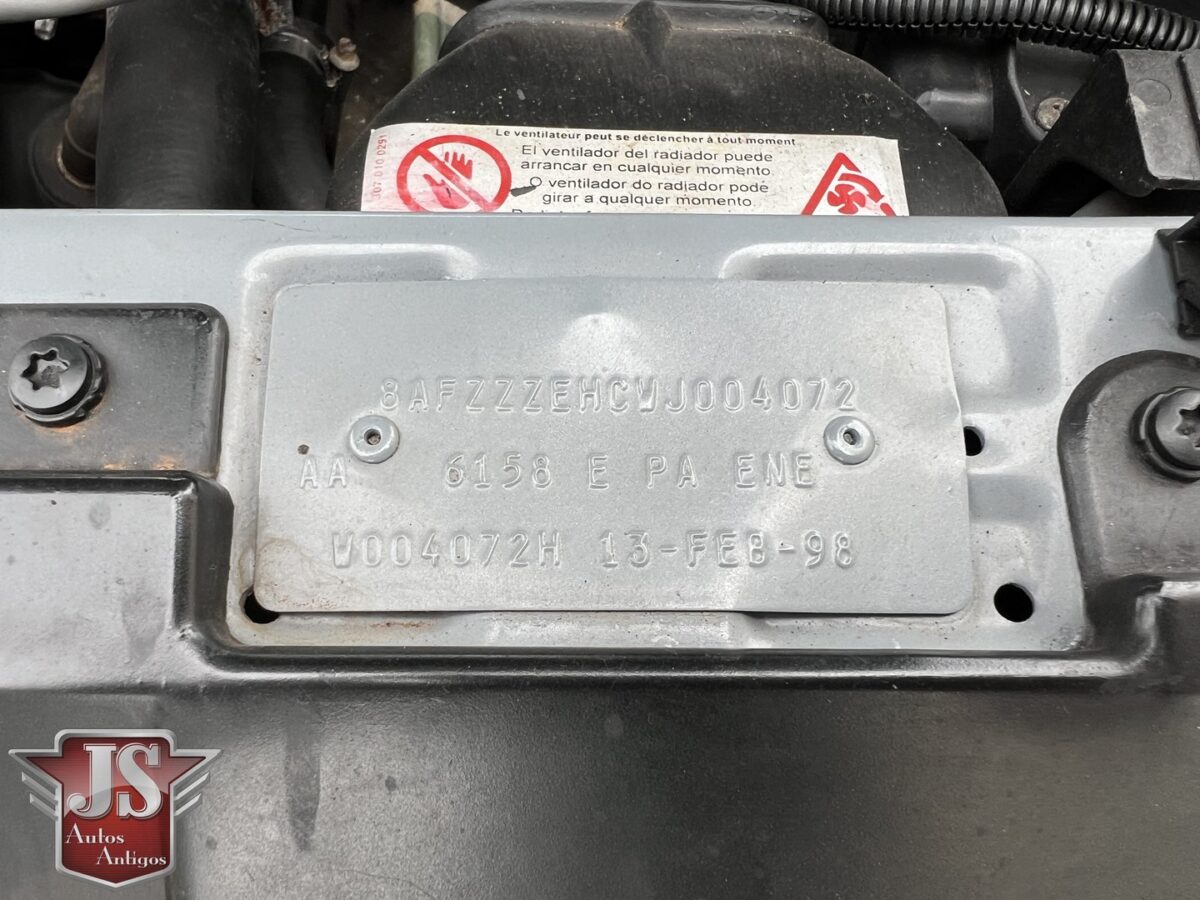 Le ventilateur peut se déclencher à tout moment
El ventilador del radiador puede
arrancar en cualquier momento.
O ventilador do radiador pode
girar a qualquer momento.
8AFZZZEHCWJ004072
AA 6158 E PA ENE
W004072H 13-FEB-98
JS
Autos
Antigos